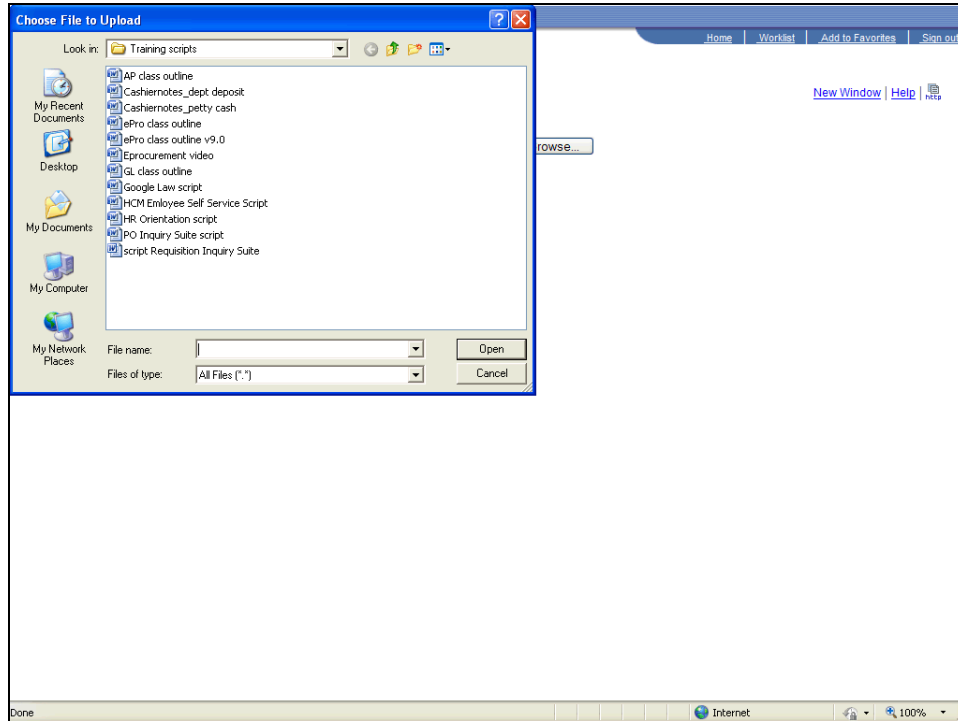 Choose File to Upload
Home Worklist Add to Favorites Sign out
Look in: Training scripts
New Window | Help | http
My Recent Documents
Desktop
My Documents
My Computer
My Network Places
AP class outline
Cashiernotes_dept deposit
Cashiernotes_petty cash
ePro class outline
ePro class outline v9.0
Eprocurement video
GL class outline
Google Law script
HCM Emloyee Self Service Script
HR Orientation script
PO Inquiry Suite script
script Requisition Inquiry Suite
rowse...
File name: Open
Files of type: All Files (*.*) Cancel
Done Internet 100%